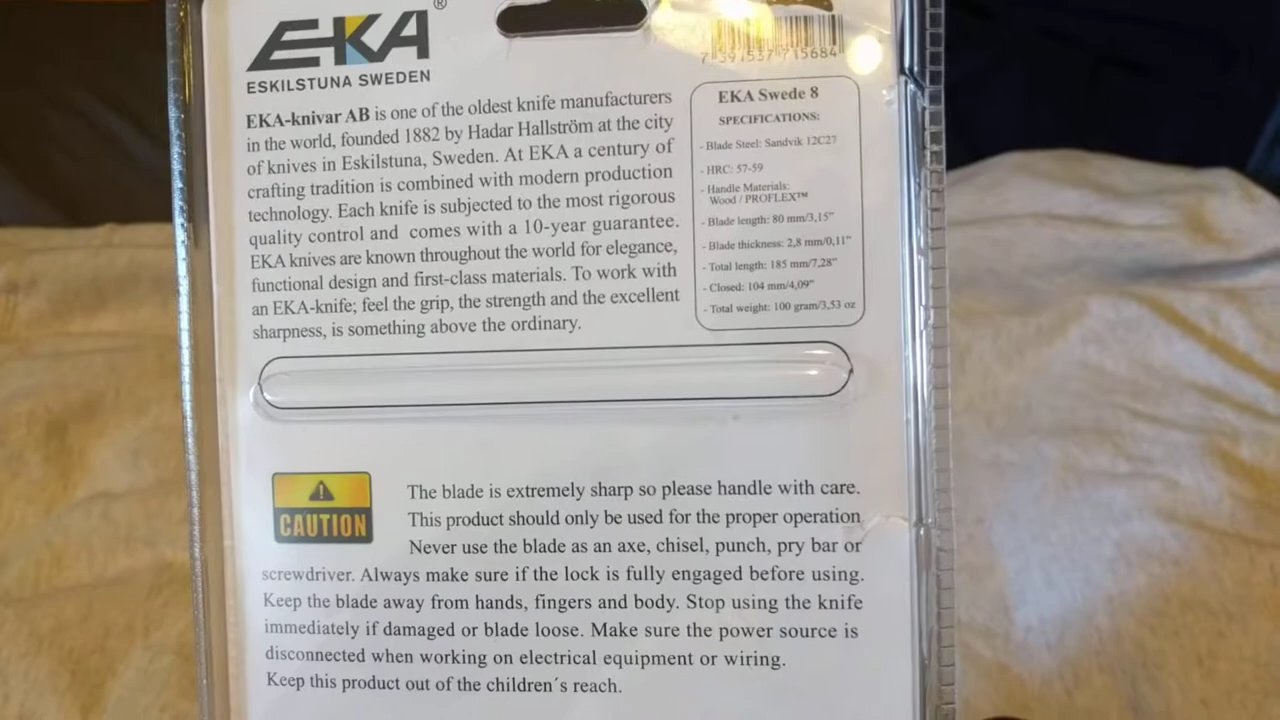 EKA®
ESKILSTUNA SWEDEN
EKA-knivar AB is one of the oldest knife manufacturers
in the world, founded 1882 by Hadar Hallström at the city
of knives in Eskilstuna, Sweden. At EKA a century of
crafting tradition is combined with modern production
technology. Each knife is subjected to the most rigorous
quality control and comes with a 10-year guarantee.
EKA knives are known throughout the world for elegance,
functional design and first-class materials. To work with
an EKA-knife; feel the grip, the strength and the excellent
sharpness, is something above the ordinary.
7 391537 715684
EKA Swede 8
SPECIFICATIONS:
- Blade Steel: Sandvik 12C27
- HRC: 57-59
- Handle Materials:
Wood / PROFLEX™
- Blade length: 80 mm/3,15"
- Blade thickness: 2,8 mm/0,11"
- Total length: 185 mm/7,28"
- Closed: 104 mm/4,09"
- Total weight: 100 gram/3,53 oz
CAUTION
The blade is extremely sharp so please handle with care.
This product should only be used for the proper operation
Never use the blade as an axe, chisel, punch, pry bar or
screwdriver. Always make sure if the lock is fully engaged before using.
Keep the blade away from hands, fingers and body. Stop using the knife
immediately if damaged or blade loose. Make sure the power source is
disconnected when working on electrical equipment or wiring.
Keep this product out of the children´s reach.